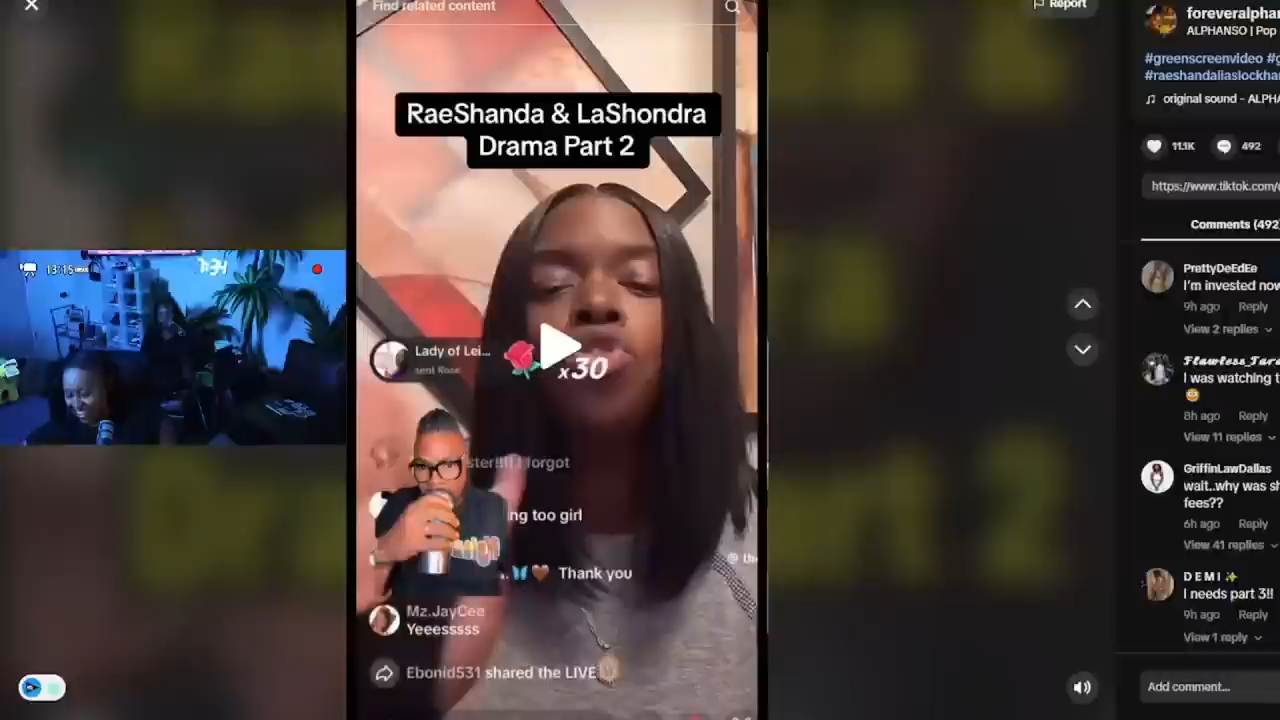 Find related content
RaeShanda & LaShondra
Drama Part 2
Lady of Lei...
sent Rose
x30
ster!!!! I forgot
ng too girl
Thank you
Mz.JayCee
Yeeesssss
Ebonid531 shared the LIVE
13:15
Report
foreveralphan
ALPHANSO | Pop
#greenscreenvideo #g
#raeshandaliaslockha
original sound - ALPHA
11.1K
492
https://www.tiktok.com/
Comments (492)
PrettyDeEdEe
I'm invested now
9h ago Reply
View 2 replies
I was watching t
8h ago Reply
View 11 replies
GriffinLawDallas
wait..why was sh
fees??
6h ago Reply
View 41 replies
D E M I
I needs part 3!!
9h ago Reply
View 1 reply
Add comment...